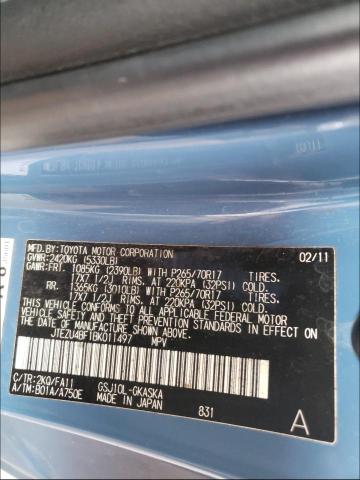 MFD. BY: TOYOTA MOTOR CORPORATION 02/11
GVWR: 2420KG (5333LB)
GAWR: FRT. 1085KG (2390LB) WITH P265/70R17 TIRES.
17X7 1/2J RIMS, AT 220KPA (32PSI) COLD.
RR. 1365KG (3010LB) WITH P265/70R17 TIRES.
17X7 1/2J RIMS, AT 220KPA (32PSI) COLD.
THIS VEHICLE CONFORMS TO ALL APPLICABLE FEDERAL MOTOR
VEHICLE SAFETY AND THEFT PREVENTION STANDARDS IN EFFECT
ON THE DATE OF MANUFACTURE SHOWN ABOVE.
JTEZU4BF1BK011497 MPV
C/TR: 2KQ/FA11 GSJ10L-GKASKA
A/TM: B01A/A750E MADE IN JAPAN 831 A